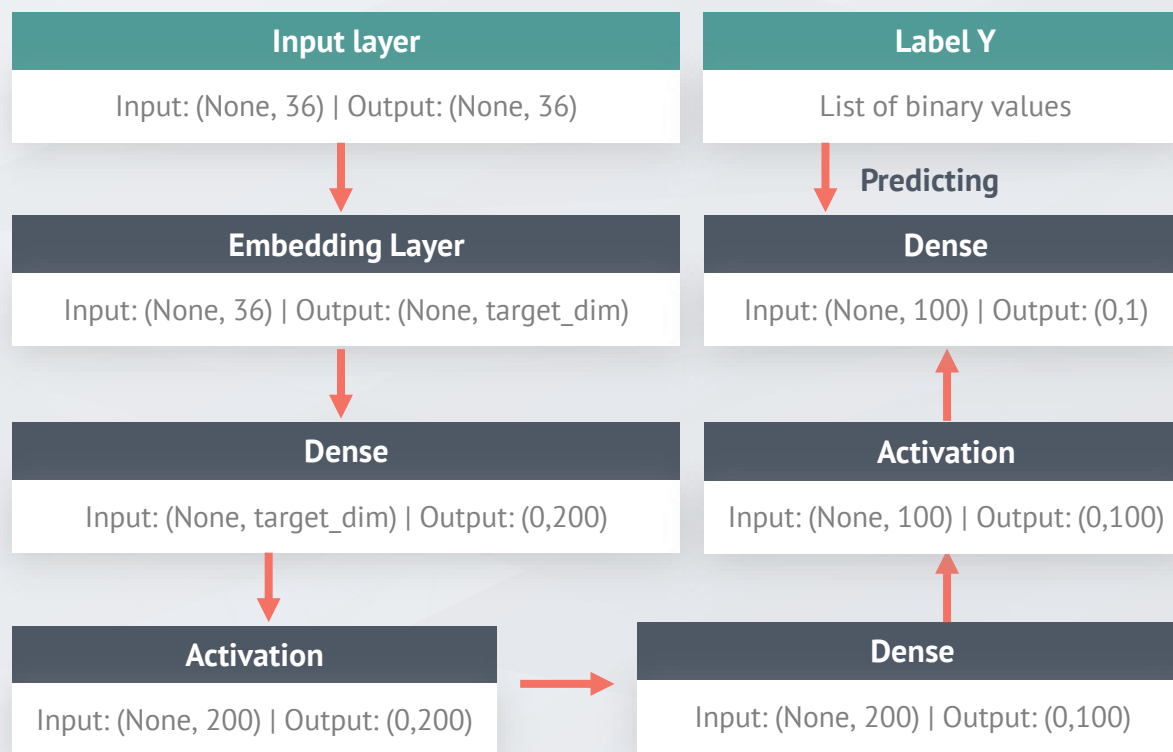 Input layer
Input: (None, 36) | Output: (None, 36)
Embedding Layer
Input: (None, 36) | Output: (None, target_dim)
Dense
Input: (None, target_dim) | Output: (0,200)
Activation
Input: (None, 200) | Output: (0,200)
Dense
Input: (None, 200) | Output: (0,100)
Activation
Input: (None, 100) | Output: (0,100)
Dense
Input: (None, 100) | Output: (0,1)
Predicting
Label Y
List of binary values